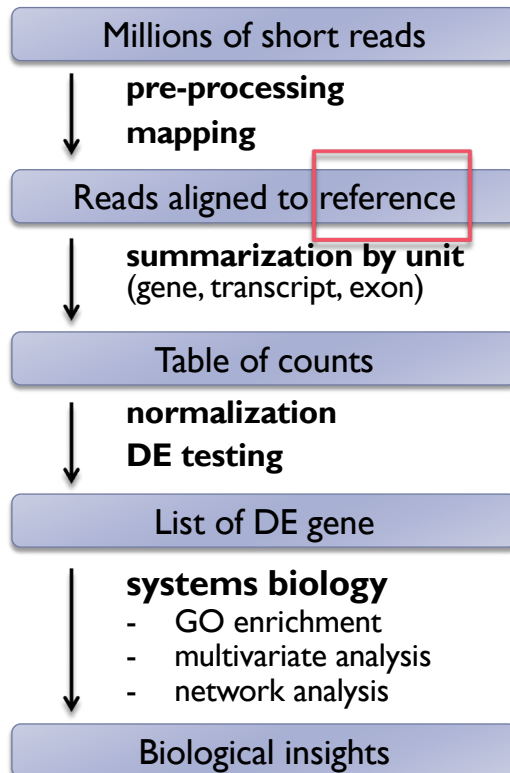 Millions of short reads
pre-processing
mapping
Reads aligned to reference
summarization by unit
(gene, transcript, exon)
Table of counts
normalization
DE testing
List of DE gene
systems biology
- GO enrichment
- multivariate analysis
- network analysis
Biological insights